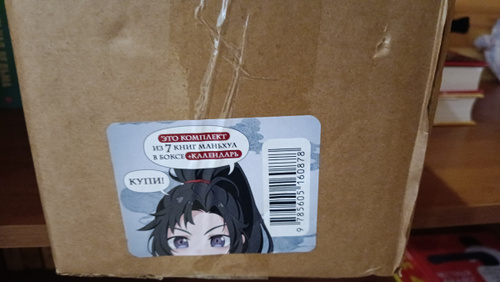 ЭТО КОМПЛЕКТ
ИЗ 7 КНИГ МАНЬХУА
В БОКСЕ +КАЛЕНДАРЬ
КУПИ!
9 785605 160878